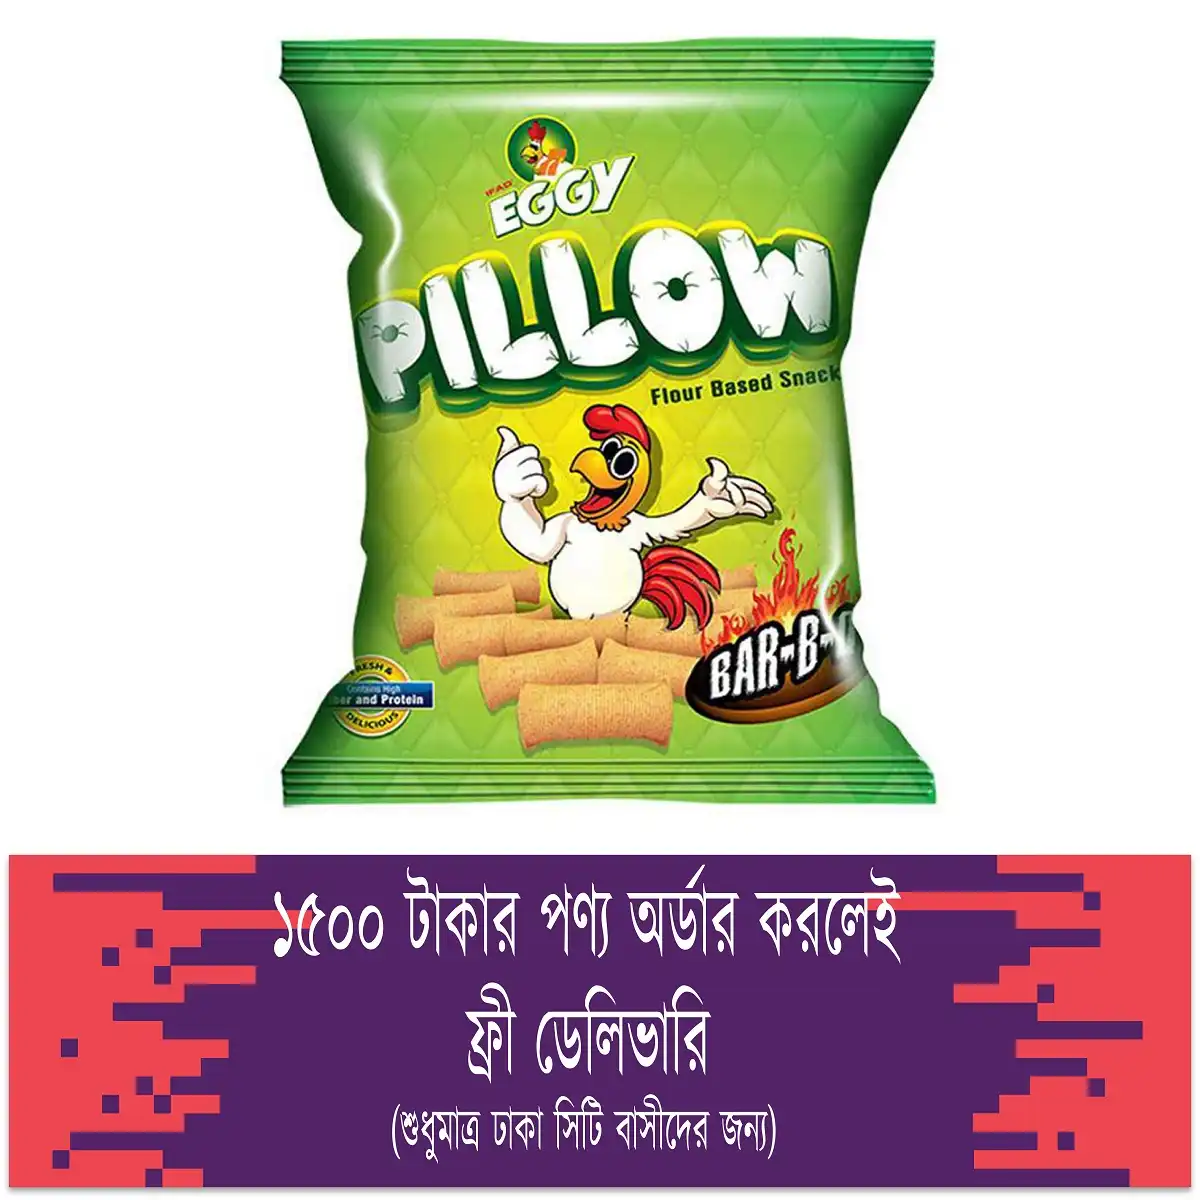 IFAD
EGGY
PILLOW
Flour Based Snack
BAR-B-
FRESH &
Contains High
ber and Protein
DELICIOUS
১৫০০ টাকার পণ্য অর্ডার করলেই
ফ্রী ডেলিভারি
(শুধুমাত্র ঢাকা সিটি বাসীদের জন্য)